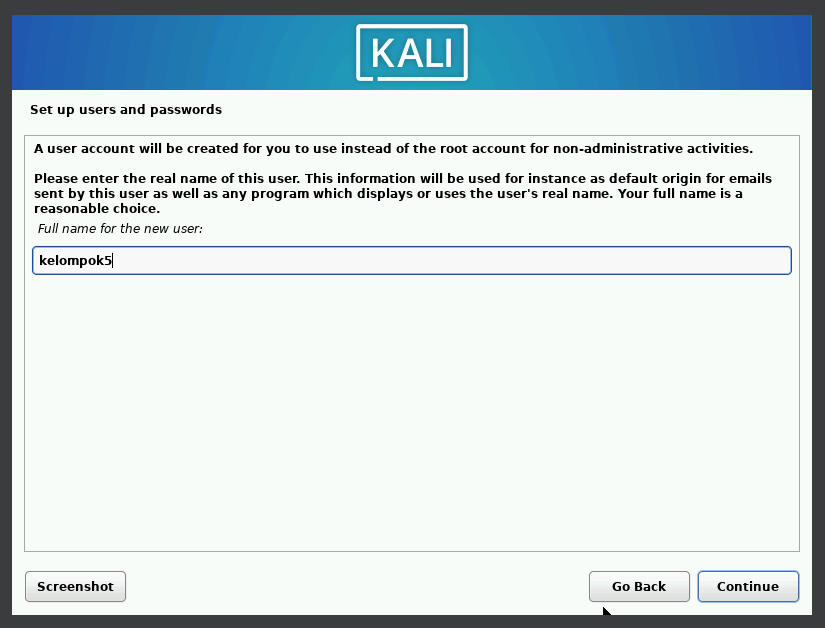 KALI
Set up users and passwords
A user account will be created for you to use instead of the root account for non-administrative activities.
Please enter the real name of this user. This information will be used for instance as default origin for emails
sent by this user as well as any program which displays or uses the user's real name. Your full name is a
reasonable choice.
Full name for the new user:
kelompok5
Screenshot
Go Back
Continue